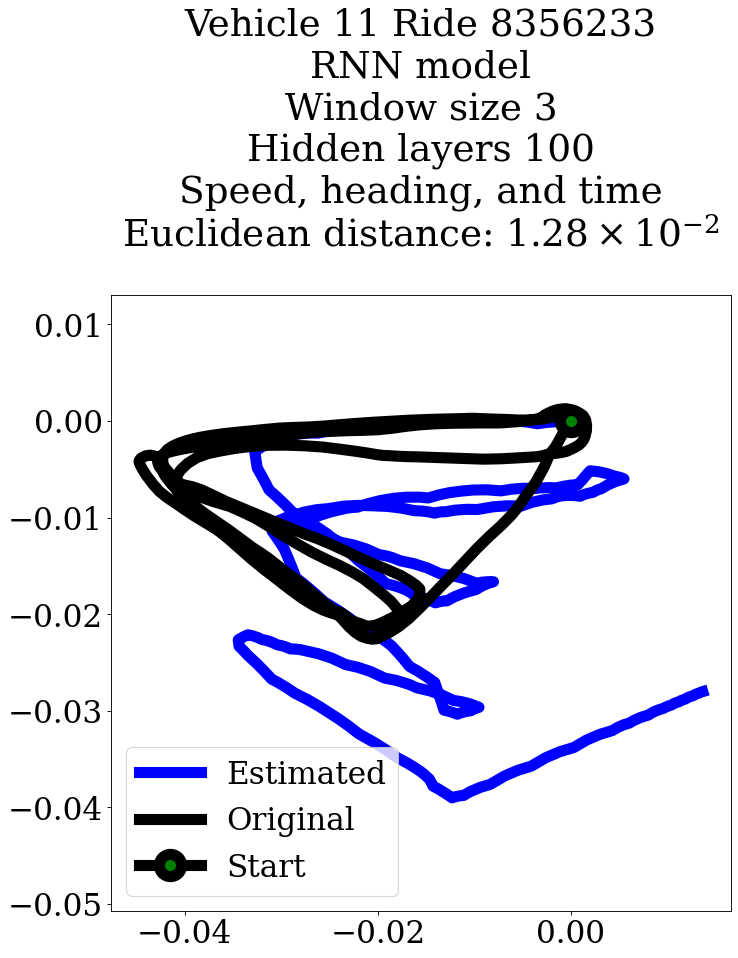 Vehicle 11 Ride 8356233
RNN model
Window size 3
Hidden layers 100
Speed, heading, and time
Euclidean distance: 1.28 × 10⁻²
0.01
0.00
−0.01
−0.02
−0.03
−0.04
−0.05
Estimated
Original
Start
−0.04 −0.02 0.00